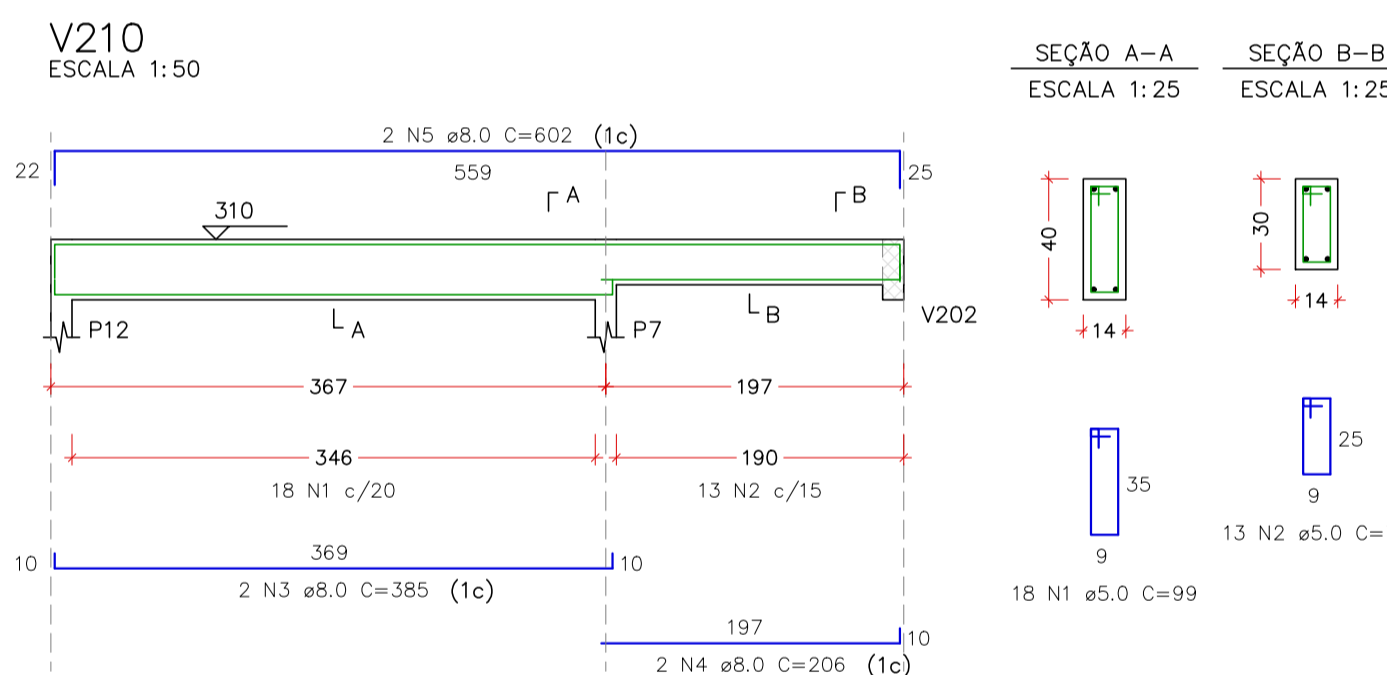 V210
ESCALA 1:50
SEÇÃO A-A
ESCALA 1:25
SEÇÃO B-B
ESCALA 1:25
2 N5 ø8.0 C=602 (1c)
22
559
25
A
B
310
P12
A
P7
B
V202
367
197
346
190
18 N1 c/20
13 N2 c/15
10
369
10
2 N3 ø8.0 C=385 (1c)
197
10
2 N4 ø8.0 C=206 (1c)
40
14
30
14
35
9
18 N1 ø5.0 C=99
25
9
13 N2 ø5.0 C=